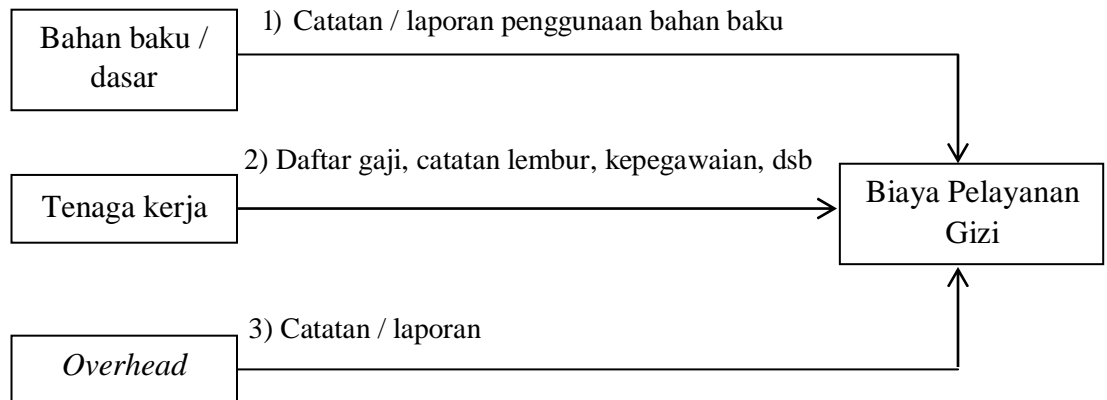 1) Catatan / laporan penggunaan bahan baku
Bahan baku /
dasar
2) Daftar gaji, catatan lembur, kepegawaian, dsb
Tenaga kerja
Biaya Pelayanan
Gizi
3) Catatan / laporan
Overhead